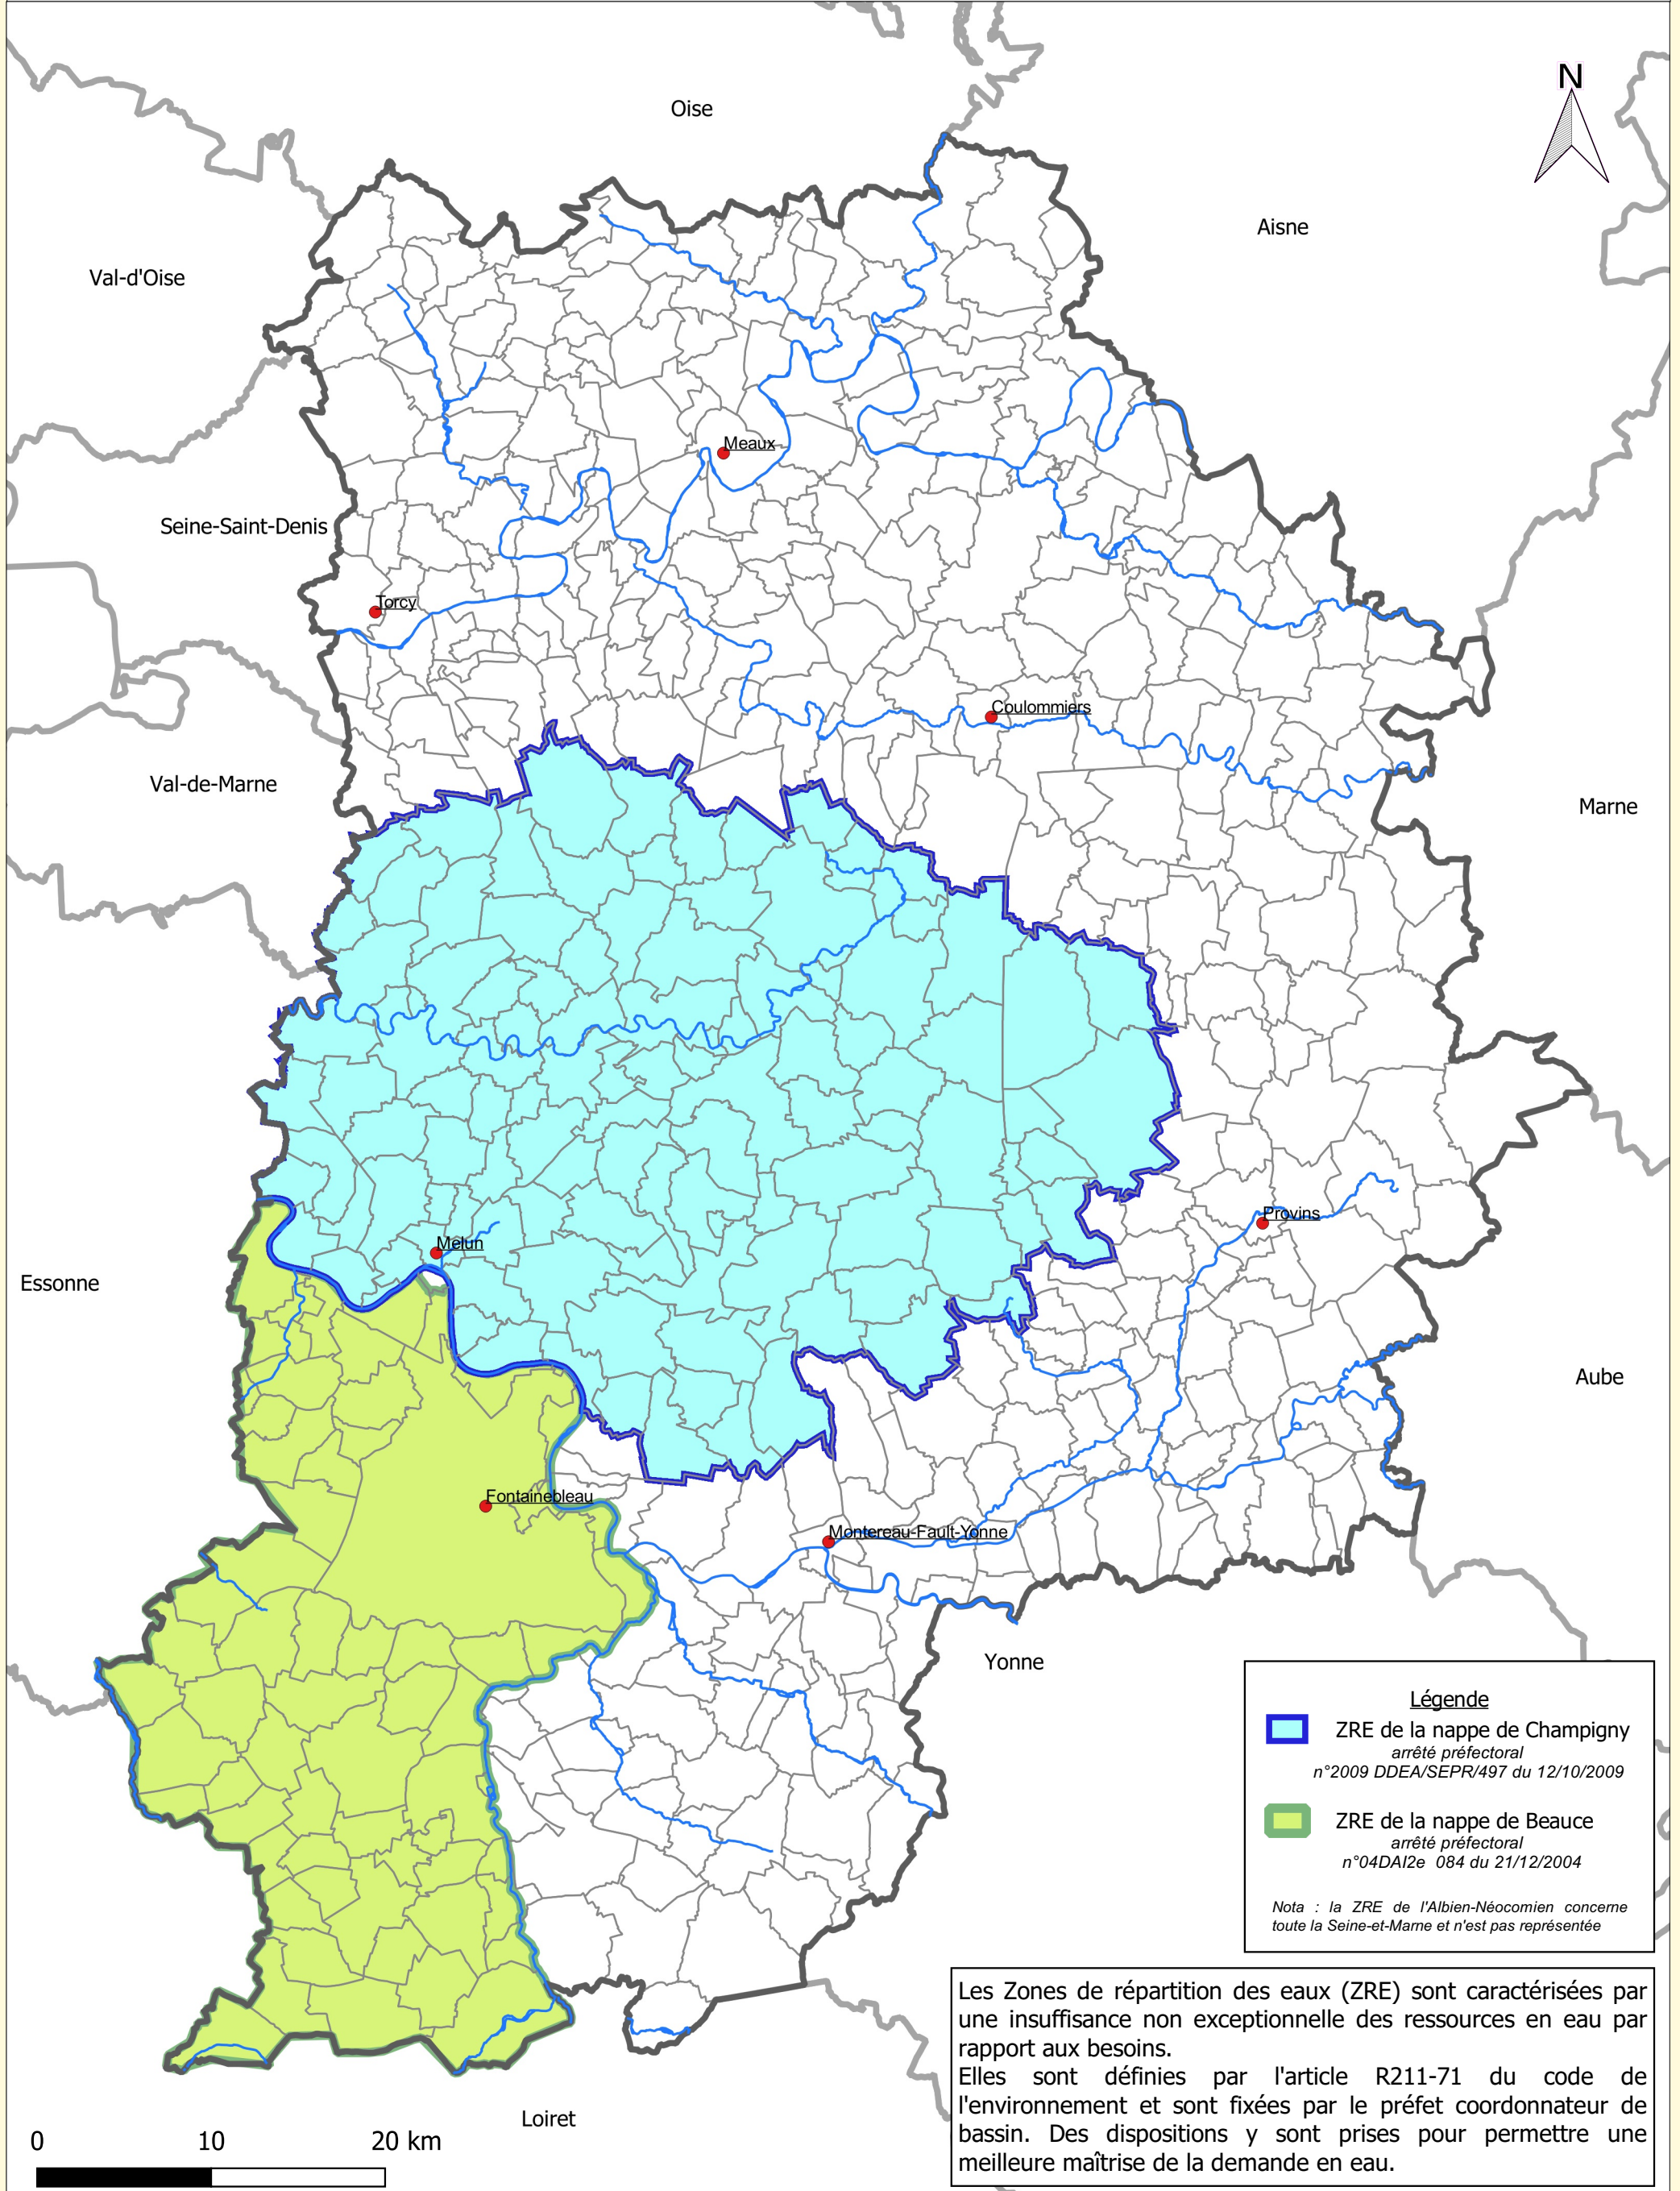 N
Oise
Aisne
Val-d'Oise
Meaux
Seine-Saint-Denis
Torcy
Coulommiers
Val-de-Marne
Marne
Provins
Melun
Essonne
Aube
Fontainebleau
Montereau-Fault-Yonne
Yonne
Légende
ZRE de la nappe de Champigny
arrêté préfectoral
n°2009 DDEA/SEPR/497 du 12/10/2009
ZRE de la nappe de Beauce
arrêté préfectoral
n°04DAI2e 084 du 21/12/2004
Nota : la ZRE de l'Albien-Néocomien concerne
toute la Seine-et-Marne et n'est pas représentée
Les Zones de répartition des eaux (ZRE) sont caractérisées par
une insuffisance non exceptionnelle des ressources en eau par
rapport aux besoins.
Elles sont définies par l'article R211-71 du code de
l'environnement et sont fixées par le préfet coordonnateur de
bassin. Des dispositions y sont prises pour permettre une
meilleure maîtrise de la demande en eau.
Loiret
0 10 20 km